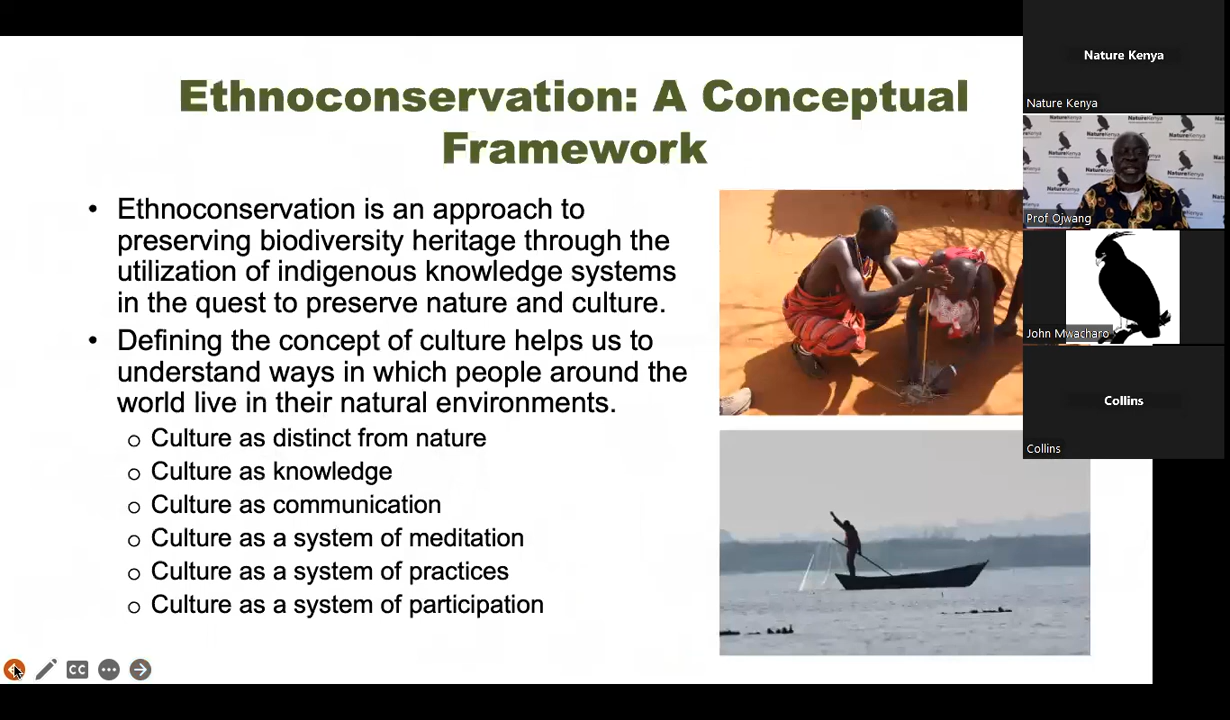 Ethnoconservation: A Conceptual
Framework
• Ethnoconservation is an approach to
preserving biodiversity heritage through the
utilization of indigenous knowledge systems
in the quest to preserve nature and culture.
• Defining the concept of culture helps us to
understand ways in which people around the
world live in their natural environments.
o Culture as distinct from nature
o Culture as knowledge
o Culture as communication
o Culture as a system of meditation
o Culture as a system of practices
o Culture as a system of participation
CC
Nature Kenya
Nature Kenya
NatureKenya
Prof Ojwang
John Mwacharo
Collins
Collins